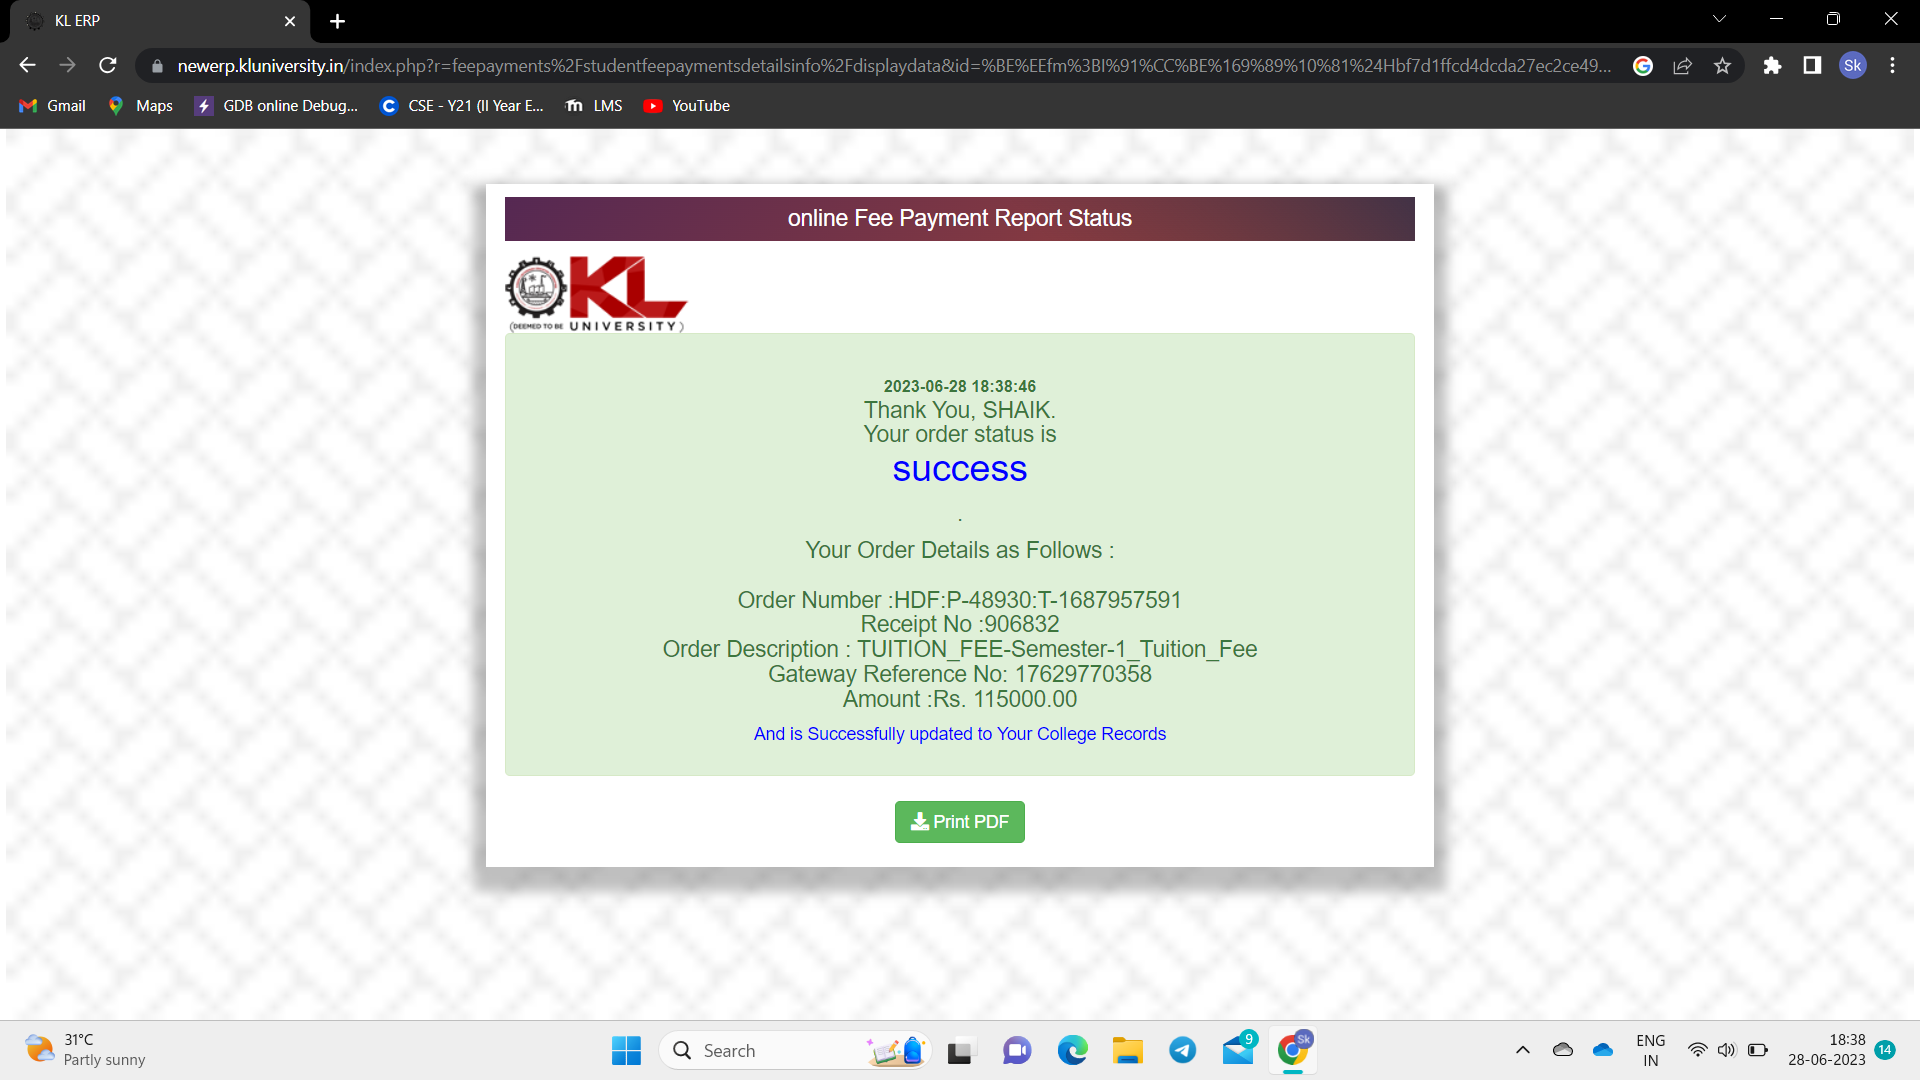 KL ERP
newerp.kluniversity.in/index.php?r=feepayments%2Fstudentfeepaymentsdetailsinfo%2Fdisplaydata&id=%BE%EEfm%3BI%91%CC%BE%169%89%10%81%24Hbf7d1ffcd4dcda27ec2ce49...
Sk
Gmail Maps GDB online Debug... CSE - Y21 (II Year E... LMS YouTube
online Fee Payment Report Status
KL
(DEEMED TO BE UNIVERSITY)
2023-06-28 18:38:46
Thank You, SHAIK.
Your order status is
success
.
Your Order Details as Follows :
Order Number :HDF:P-48930:T-1687957591
Receipt No :906832
Order Description : TUITION_FEE-Semester-1_Tuition_Fee
Gateway Reference No: 17629770358
Amount :Rs. 115000.00
And is Successfully updated to Your College Records
Print PDF
31°C
Partly sunny
Search
9
Sk
ENG
IN
18:38
28-06-2023
14